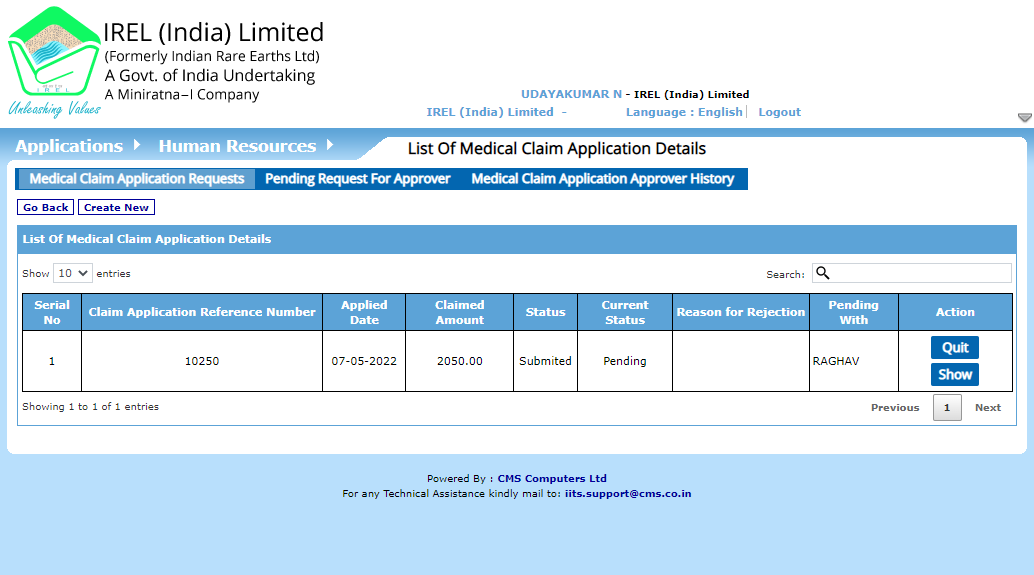 IREL (India) Limited
(Formerly Indian Rare Earths Ltd)
A Govt. of India Undertaking
A Miniratna-I Company
I R E L
Unleashing Values
UDAYAKUMAR N - IREL (India) Limited
IREL (India) Limited -
Language : English
Logout
Applications
Human Resources
List Of Medical Claim Application Details
Medical Claim Application Requests
Pending Request For Approver
Medical Claim Application Approver History
Go Back
Create New
List Of Medical Claim Application Details
Show 10 entries
Search:
Serial No
Claim Application Reference Number
Applied Date
Claimed Amount
Status
Current Status
Reason for Rejection
Pending With
Action
1
10250
07-05-2022
2050.00
Submited
Pending
RAGHAV
Quit
Show
Showing 1 to 1 of 1 entries
Previous 1 Next
Powered By : CMS Computers Ltd
For any Technical Assistance kindly mail to: iits.support@cms.co.in